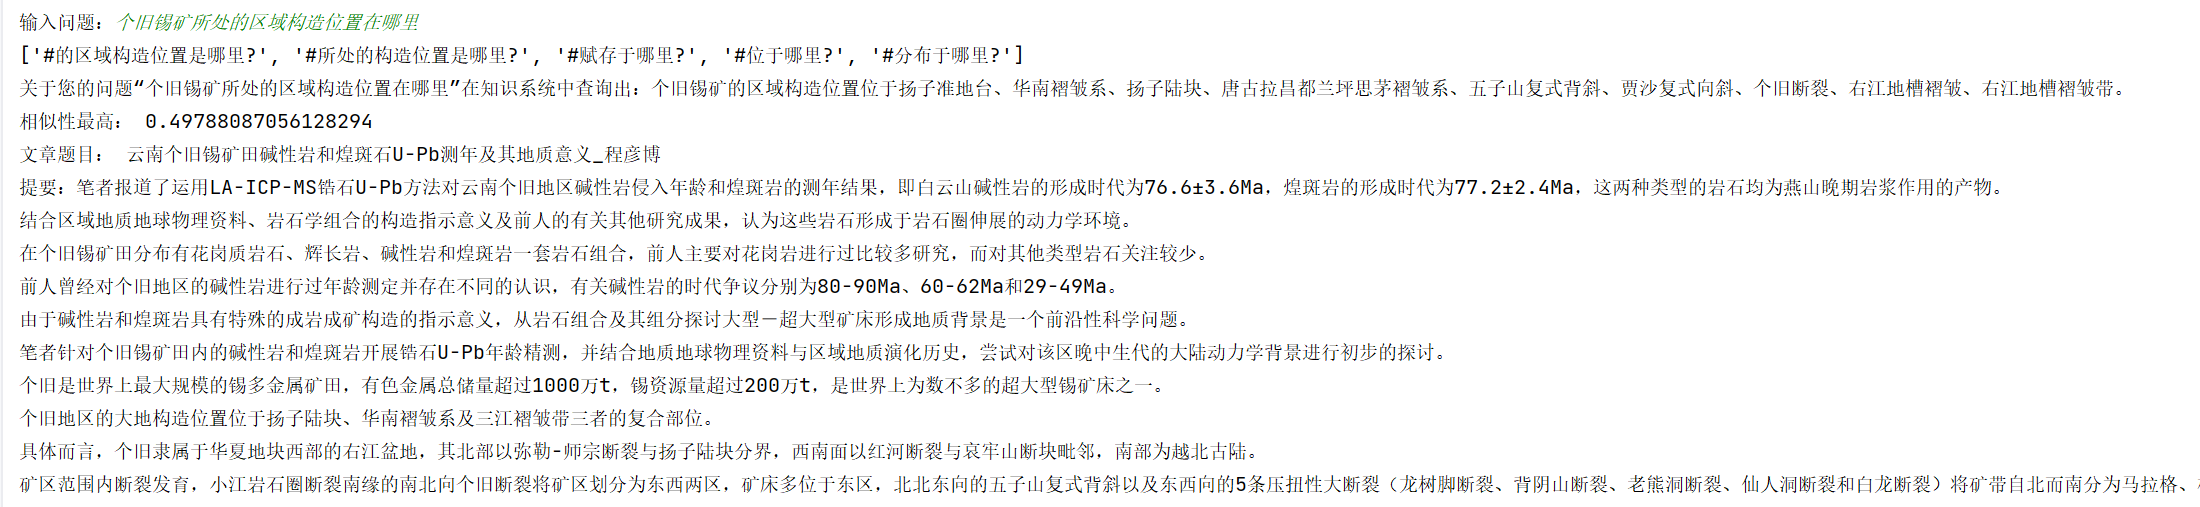 输入问题：个旧锡矿所处的区域构造位置在哪里
['#的区域构造位置是哪里?', '#所处的构造位置是哪里?', '#赋存于哪里?', '#位于哪里?', '#分布于哪里?']
关于您的问题“个旧锡矿所处的区域构造位置在哪里”在知识系统中查询出：个旧锡矿的区域构造位置位于扬子准地台、华南褶皱系、扬子陆块、唐古拉昌都兰坪思茅褶皱系、五子山复式背斜、贾沙复式向斜、个旧断裂、右江地槽褶皱、右江地槽褶皱带。
相似性最高： 0.49788087056128294
文章题目： 云南个旧锡矿田碱性岩和煌斑石U-Pb测年及其地质意义_程彦博
提要：笔者报道了运用LA-ICP-MS锆石U-Pb方法对云南个旧地区碱性岩侵入年龄和煌斑岩的测年结果，即白云山碱性岩的形成时代为76.6±3.6Ma，煌斑岩的形成时代为77.2±2.4Ma，这两种类型的岩石均为燕山晚期岩浆作用的产物。
结合区域地质地球物理资料、岩石学组合的构造指示意义及前人的有关其他研究成果，认为这些岩石形成于岩石圈伸展的动力学环境。
在个旧锡矿田分布有花岗质岩石、辉长岩、碱性岩和煌斑岩一套岩石组合，前人主要对花岗岩进行过比较多研究，而对其他类型岩石关注较少。
前人曾经对个旧地区的碱性岩进行过年龄测定并存在不同的认识，有关碱性岩的时代争议分别为80-90Ma、60-62Ma和29-49Ma。
由于碱性岩和煌斑岩具有特殊的成岩成矿构造的指示意义，从岩石组合及其组分探讨大型－超大型矿床形成地质背景是一个前沿性科学问题。
笔者针对个旧锡矿田内的碱性岩和煌斑岩开展锆石U-Pb年龄精测，并结合地质地球物理资料与区域地质演化历史，尝试对该区晚中生代的大陆动力学背景进行初步的探讨。
个旧是世界上最大规模的锡多金属矿田，有色金属总储量超过1000万t，锡资源量超过200万t，是世界上为数不多的超大型锡矿床之一。
个旧地区的大地构造位置位于扬子陆块、华南褶皱系及三江褶皱带三者的复合部位。
具体而言，个旧隶属于华夏地块西部的右江盆地，其北部以弥勒-师宗断裂与扬子陆块分界，西南面以红河断裂与哀牢山断块毗邻，南部为越北古陆。
矿区范围内断裂发育，小江岩石圈断裂南缘的南北向个旧断裂将矿区划分为东西两区，矿床多位于东区，北北东向的五子山复式背斜以及东西向的5条压扭性大断裂（龙树脚断裂、背阴山断裂、老熊洞断裂、仙人洞断裂和白龙断裂）将矿带自北而南分为马拉格、